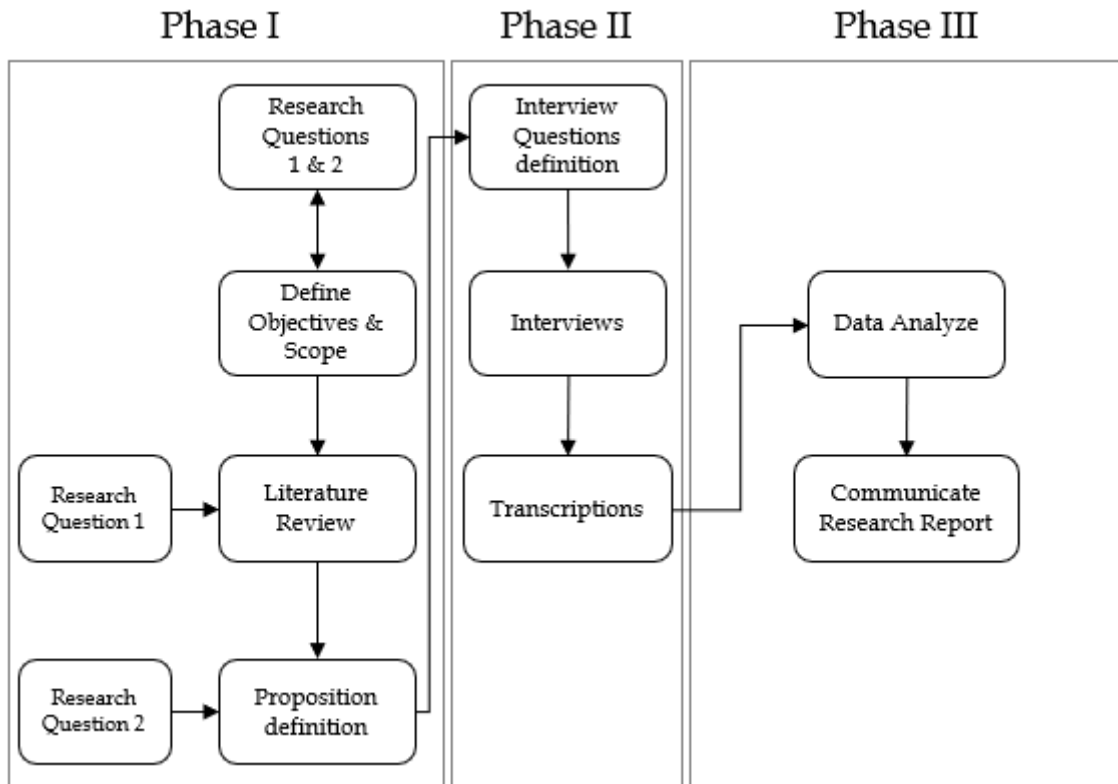 Phase I
Phase II
Phase III
Research
Questions
1 & 2
Define
Objectives &
Scope
Research
Question 1
Literature
Review
Research
Question 2
Proposition
definition
Interview
Questions
definition
Interviews
Transcriptions
Data Analyze
Communicate
Research Report